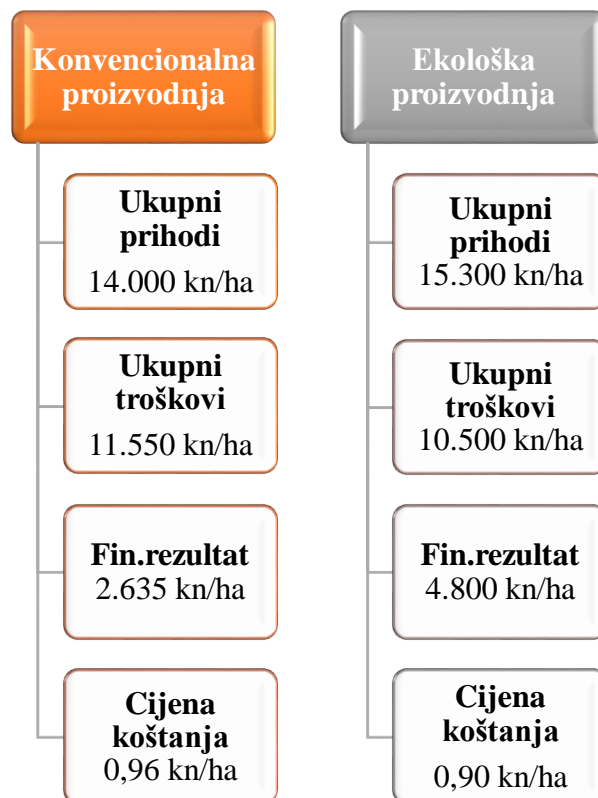 Konvencionalna
proizvodnja
Ukupni
prihodi
14.000 kn/ha
Ukupni
troškovi
11.550 kn/ha
Fin.rezultat
2.635 kn/ha
Cijena
koštanja
0,96 kn/ha
Ekološka
proizvodnja
Ukupni
prihodi
15.300 kn/ha
Ukupni
troškovi
10.500 kn/ha
Fin.rezultat
4.800 kn/ha
Cijena
koštanja
0,90 kn/ha